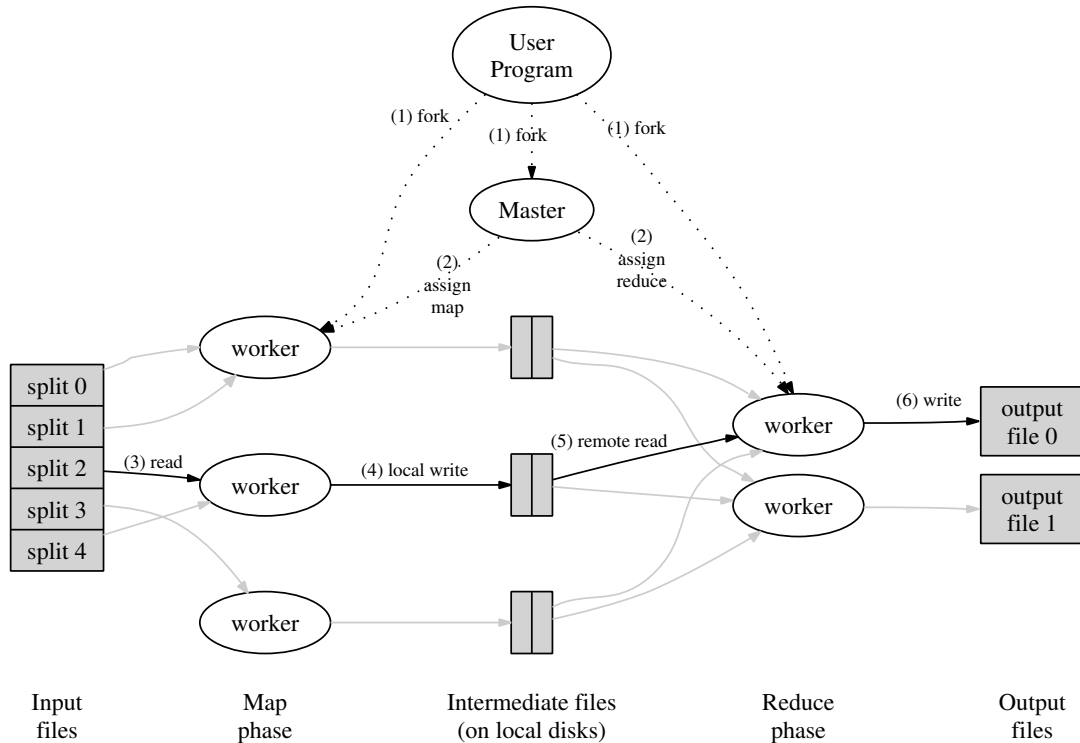 User
Program
(1) fork
(1) fork
(1) fork
Master
(2)
assign
map
(2)
assign
reduce
worker
split 0
split 1
split 2
split 3
split 4
(3) read
worker
(4) local write
(5) remote read
worker
(6) write
output
file 0
worker
output
file 1
worker
Input
files
Map
phase
Intermediate files
(on local disks)
Reduce
phase
Output
files